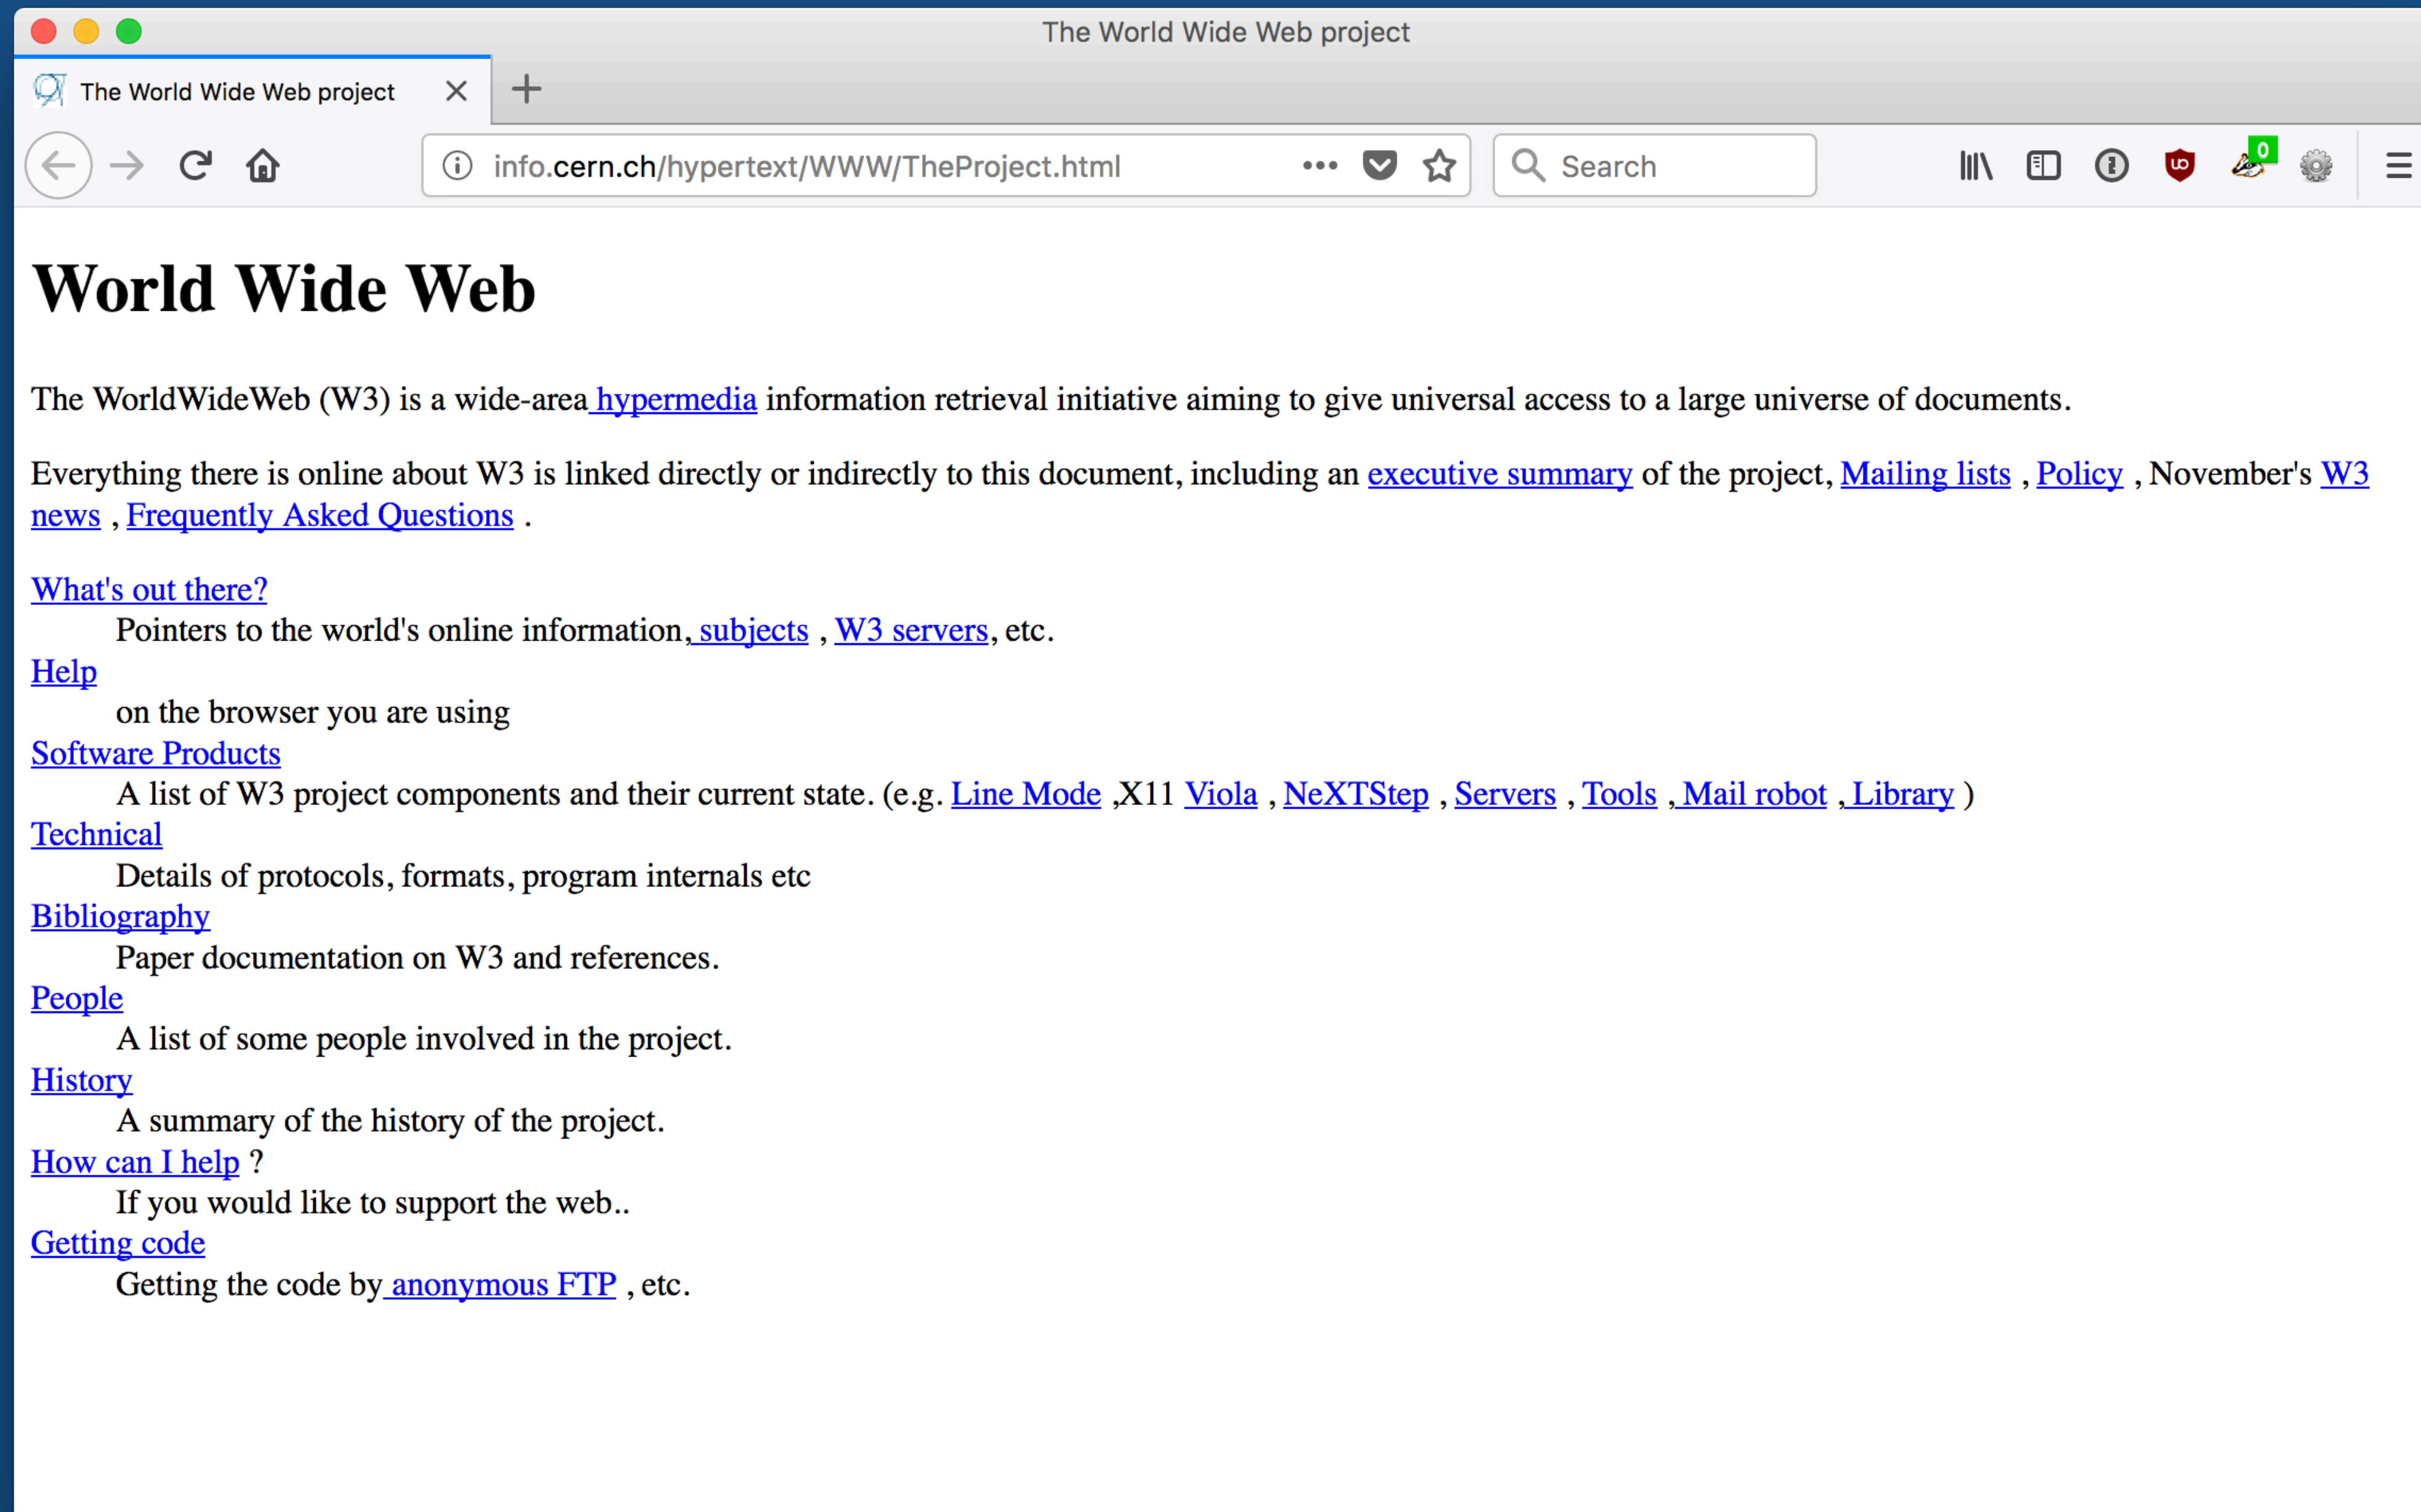 The World Wide Web project
The World Wide Web project
info.cern.ch/hypertext/WWW/TheProject.html Search 0
World Wide Web
The WorldWideWeb (W3) is a wide-area hypermedia information retrieval initiative aiming to give universal access to a large universe of documents.
Everything there is online about W3 is linked directly or indirectly to this document, including an executive summary of the project, Mailing lists , Policy , November's W3
news , Frequently Asked Questions .
What's out there?
Pointers to the world's online information, subjects , W3 servers, etc.
Help
on the browser you are using
Software Products
A list of W3 project components and their current state. (e.g. Line Mode ,X11 Viola , NeXTStep , Servers , Tools , Mail robot , Library )
Technical
Details of protocols, formats, program internals etc
Bibliography
Paper documentation on W3 and references.
People
A list of some people involved in the project.
History
A summary of the history of the project.
How can I help ?
If you would like to support the web..
Getting code
Getting the code by anonymous FTP , etc.